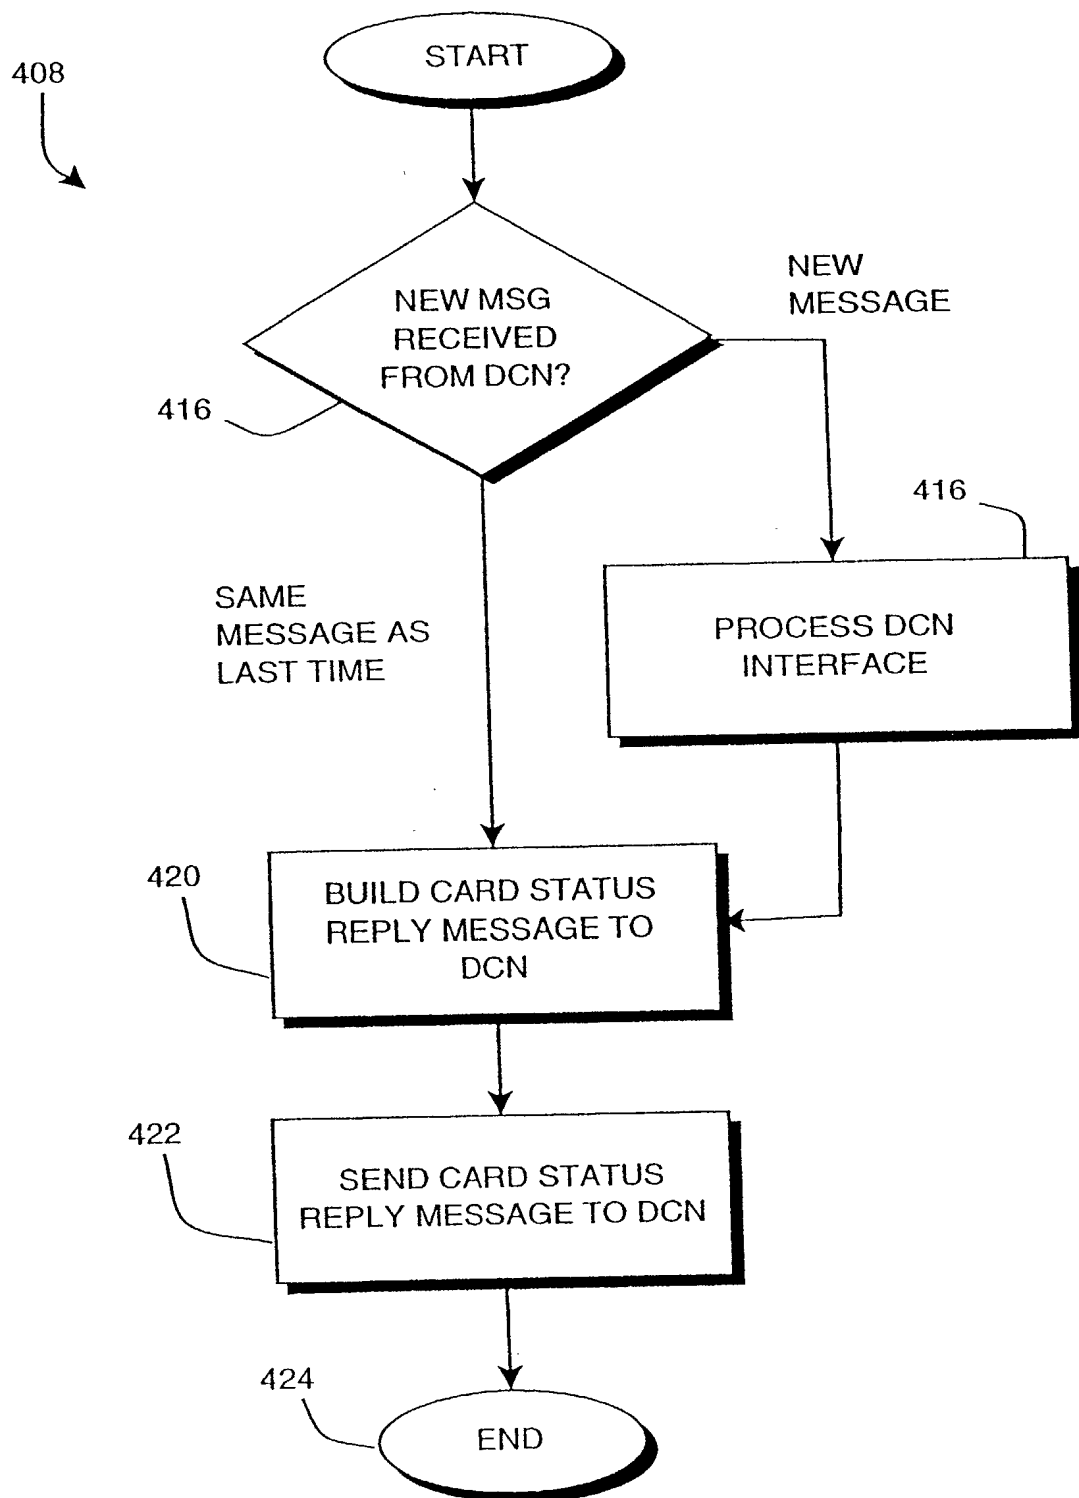 START
408
NEW MSG
RECEIVED
FROM DCN?
NEW
MESSAGE
416
416
SAME
MESSAGE AS
LAST TIME
PROCESS DCN
INTERFACE
420
BUILD CARD STATUS
REPLY MESSAGE TO
DCN
422
SEND CARD STATUS
REPLY MESSAGE TO DCN
424
END